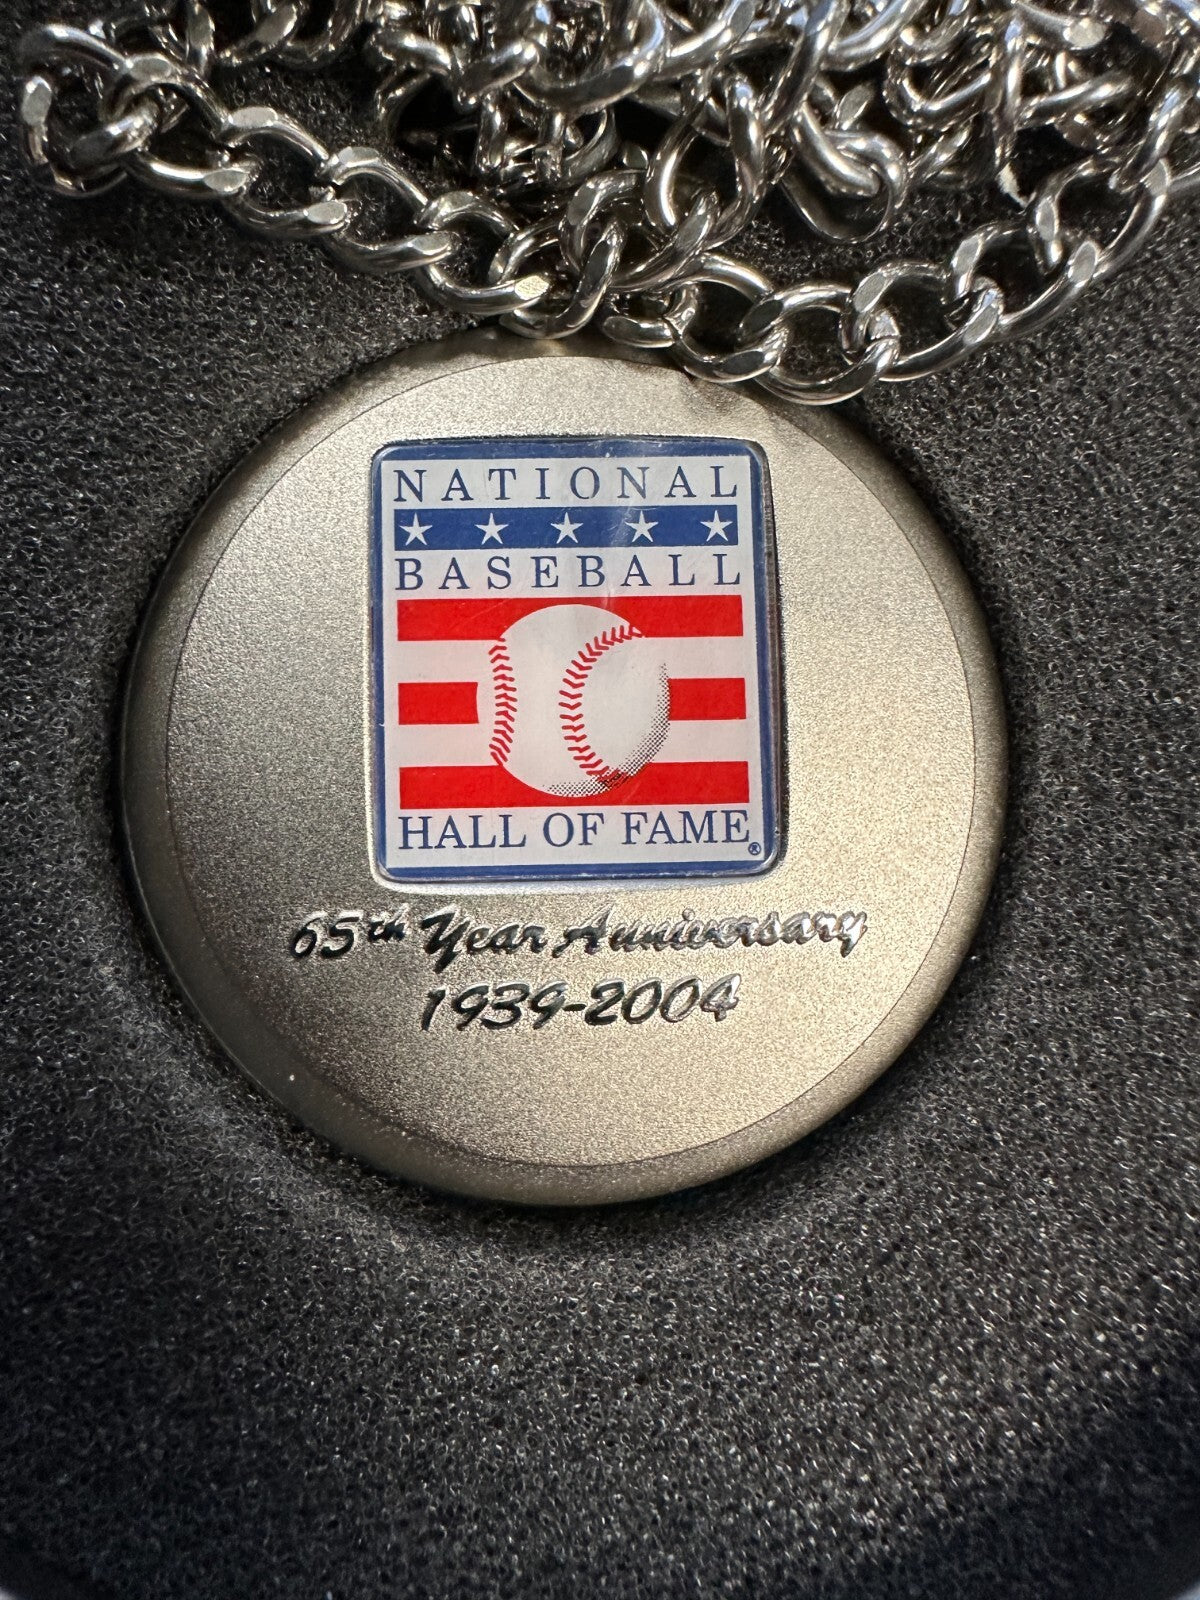 NATIONAL
BASEBALL
HALL OF FAME®
65th Year Anniversary
1939-2004